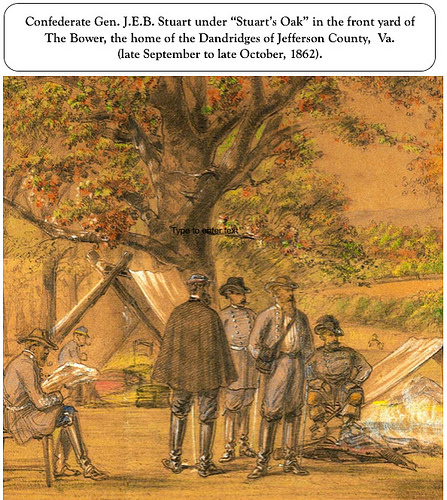 Confederate Gen. J.E.B. Stuart under “Stuart’s Oak” in the front yard of
The Bower, the home of the Dandridges of Jefferson County, Va.
(late September to late October, 1862).
Type to enter text